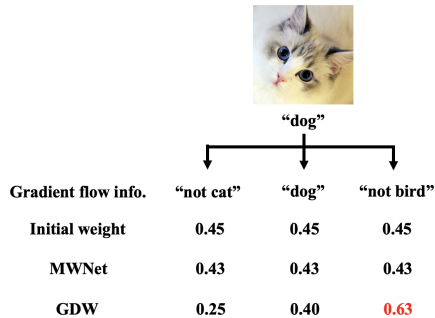 “dog”
Gradient flow info. “not cat” “dog” “not bird”
Initial weight 0.45 0.45 0.45
MWNet 0.43 0.43 0.43
GDW 0.25 0.40 0.63